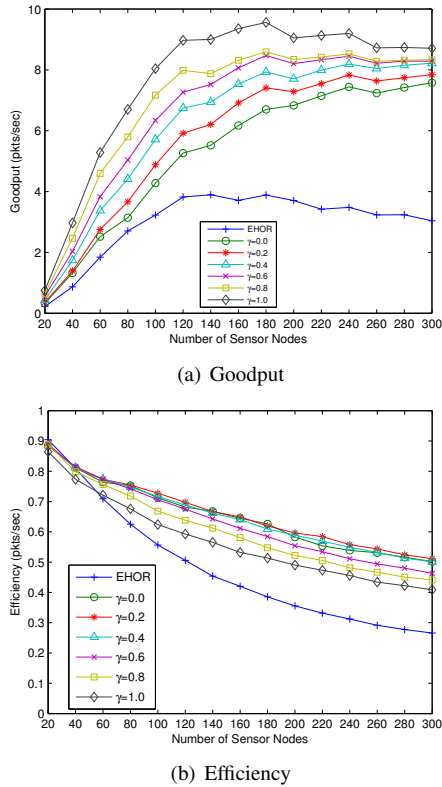 10
8
6
4
2
0
Goodput (pkts/sec)
EHOR
γ=0.0
γ=0.2
γ=0.4
γ=0.6
γ=0.8
γ=1.0
20 40 60 80 100 120 140 160 180 200 220 240 260 280 300
Number of Sensor Nodes
(a) Goodput
1
0.9
0.8
0.7
0.6
0.5
0.4
0.3
0.2
0.1
0
Efficiency (pkts/sec)
EHOR
γ=0.0
γ=0.2
γ=0.4
γ=0.6
γ=0.8
γ=1.0
20 40 60 80 100 120 140 160 180 200 220 240 260 280 300
Number of Sensor Nodes
(b) Efficiency